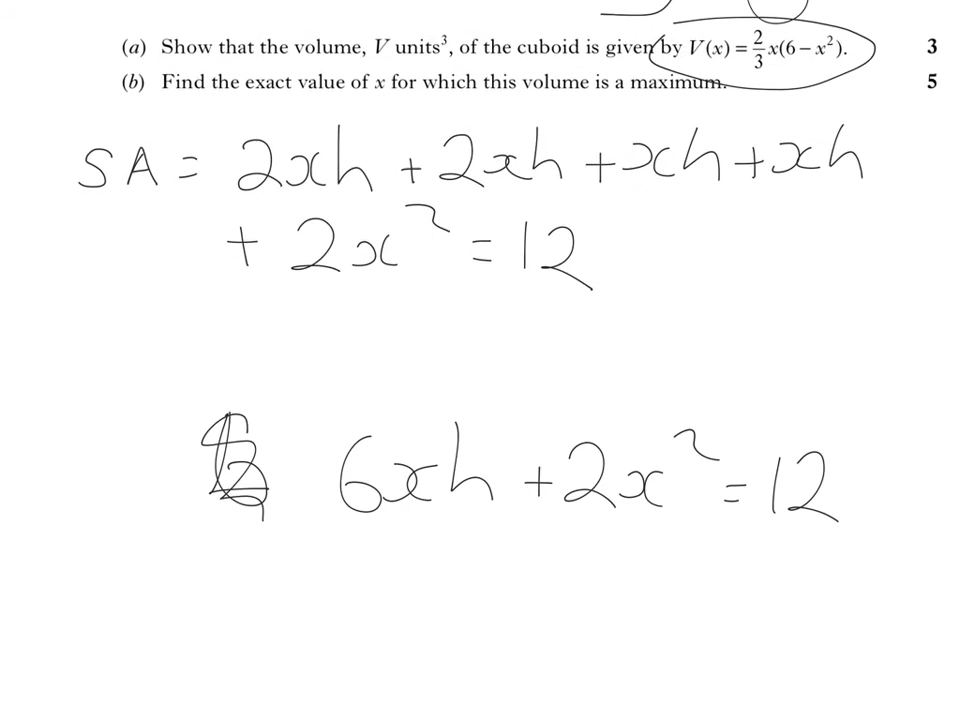 (a) Show that the volume, V units³, of the cuboid is given by V(x) = 2/3 x(6 – x²). 3
(b) Find the exact value of x for which this volume is a maximum. 5
SA = 2xh + 2xh + xh + xh
+ 2x² = 12
6xh + 2x² = 12